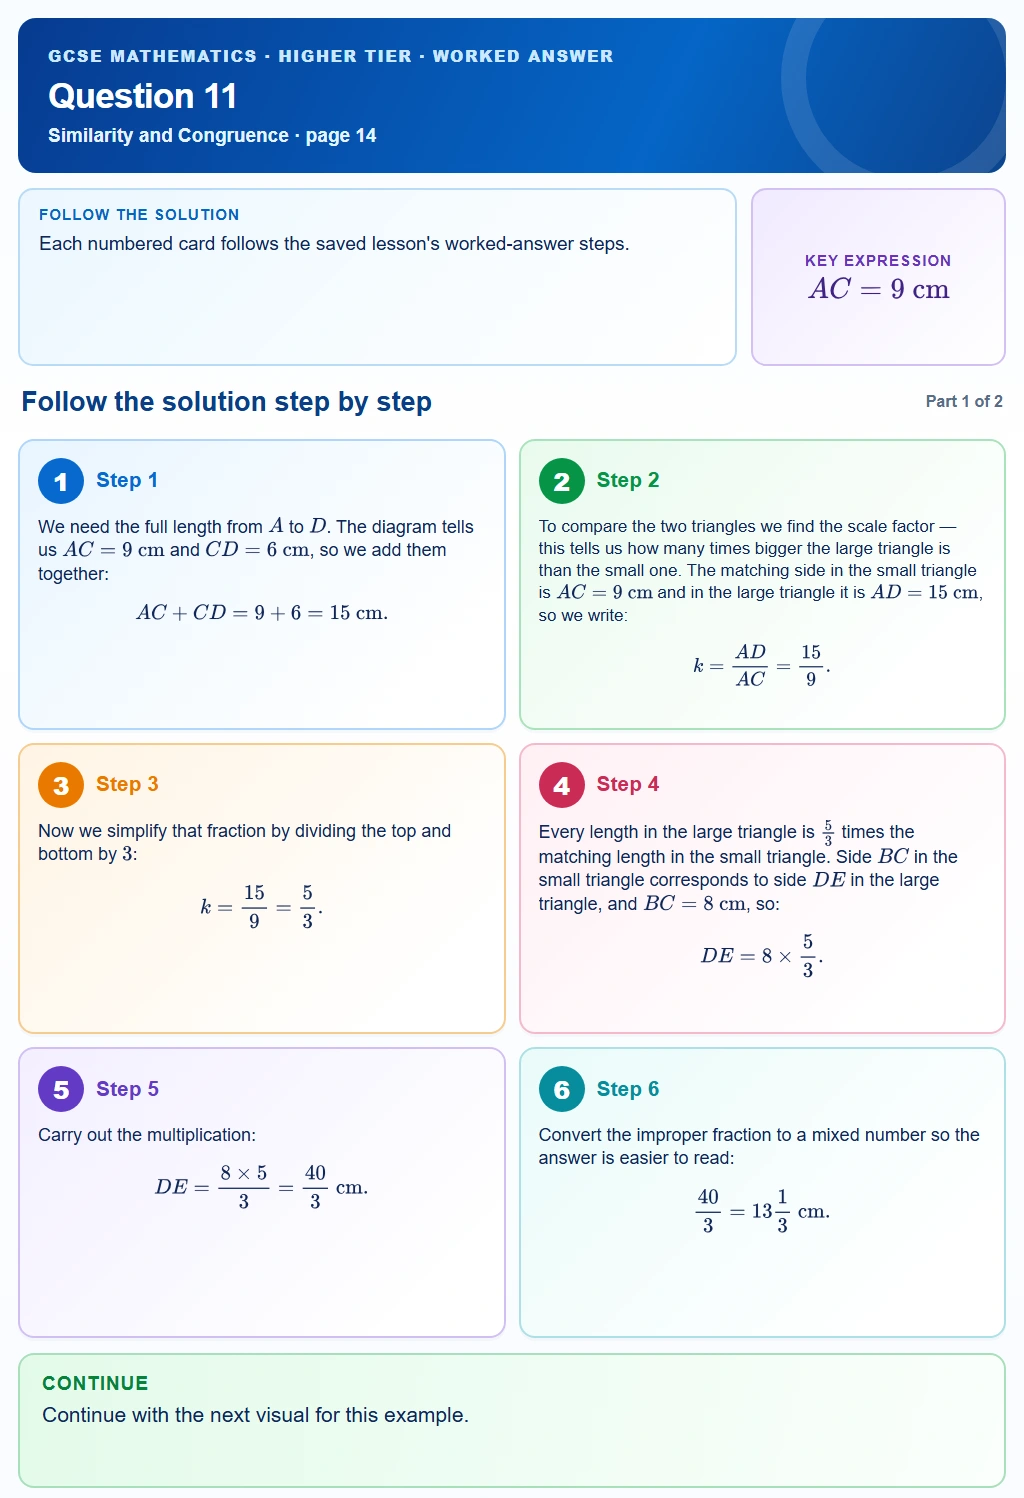 GCSE MATHEMATICS · HIGHER TIER · WORKED ANSWER
Question 11
Similarity and Congruence · page 14
FOLLOW THE SOLUTION
Each numbered card follows the saved lesson's worked-answer steps.
KEY EXPRESSION
AC = 9 cm
Follow the solution step by step
Part 1 of 2
1 Step 1
We need the full length from A to D. The diagram tells
us AC = 9 cm and CD = 6 cm, so we add them
together:
AC + CD = 9 + 6 = 15 cm.
2 Step 2
To compare the two triangles we find the scale factor —
this tells us how many times bigger the large triangle is
than the small one. The matching side in the small triangle
is AC = 9 cm and in the large triangle it is AD = 15 cm,
so we write:
k = AD/AC = 15/9.
3 Step 3
Now we simplify that fraction by dividing the top and
bottom by 3:
k = 15/9 = 5/3.
4 Step 4
Every length in the large triangle is 5/3 times the
matching length in the small triangle. Side BC in the
small triangle corresponds to side DE in the large
triangle, and BC = 8 cm, so:
DE = 8 × 5/3.
5 Step 5
Carry out the multiplication:
DE = 8 × 5/3 = 40/3 cm.
6 Step 6
Convert the improper fraction to a mixed number so the
answer is easier to read:
40/3 = 13 1/3 cm.
CONTINUE
Continue with the next visual for this example.